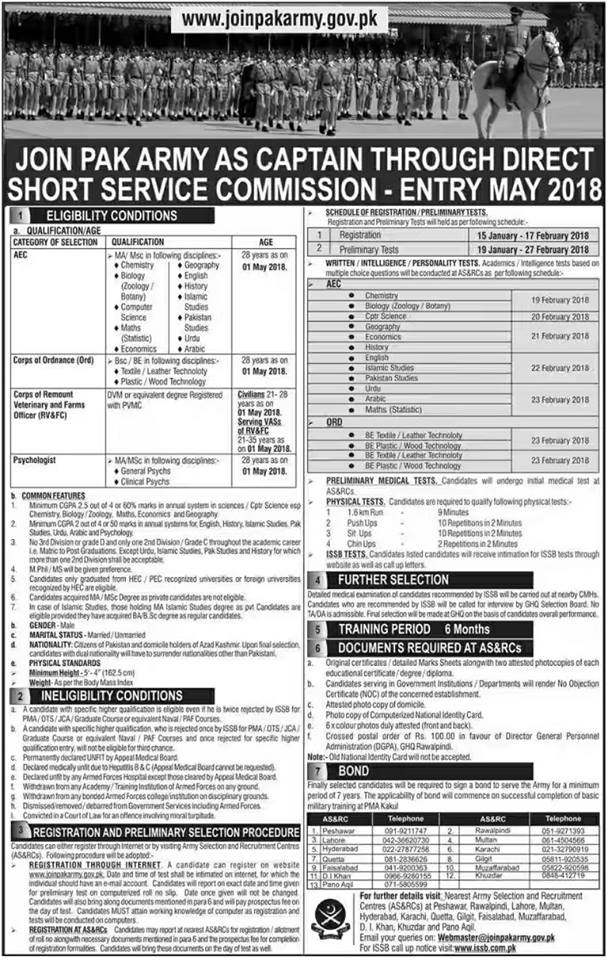 www.joinpakarmy.gov.pk
JOIN PAK ARMY AS CAPTAIN THROUGH DIRECT
SHORT SERVICE COMMISSION - ENTRY MAY 2018
1 ELIGIBILITY CONDITIONS
a. QUALIFICATION/AGE
CATEGORY OF SELECTION QUALIFICATION AGE
AEC MA/ Msc in following disciplines:- 28 years as on
Chemistry Geography 01 May 2018.
Biology English
(Zoology / History
Botany) Islamic
Computer Studies
Science Pakistan
Maths Studies
(Statistic) Urdu
Economics Arabic
Corps of Ordnance (Ord) Bsc / BE in following disciplines:- 28 years as on
Textile / Leather Technoloty 01 May 2018.
Plastic / Wood Technology
Corps of Remount DVM or equivalent degree Registered Civilians 21- 28
Veterinary and Farms with PVMC years as on
Officer (RV&FC) 01 May 2018.
Serving VASs
of RV&FC
21-35 years as
on 01 May 2018.
Psychologist MA/MSc in following discipline:- 28 years as on
General Psychs 01 May 2018.
Clinical Psychs
b. COMMON FEATURES
1. Minimum CGPA 2.5 out of 4 or 60% marks in annual system in sciences / Cptr Science esp
Chemistry, Biology / Zoology, Maths, Economics and Geography.
2. Minimum CGPA 2 out of 4 or 50 marks in annual systems for, English, History, Islamic Studies, Pak
Studies, Urdu, Arabic and Psychology.
3. No 3rd Division or grade D and only one 2nd Division / Grade C throughout the academic career
i.e. Matric to Post Graduations. Except Urdu, Islamic Studies, Pak Studies and History for which
more than one 2nd Division shall be acceptable.
4. M.Phil / MS will be given preference.
5. Candidates only graduated from HEC / PEC recognized universities or foreign universities
recognized by HEC are eligible.
6. Candidates acquired MA/MSc Degree as private candidates are not eligible.
7. In case of Islamic Studies, those holding MA Islamic Studies degree as pvt Candidates are
eligible provided they have acquired BA/B.Sc degree as regular candidates.
b. GENDER - Male
c. MARITAL STATUS - Married / Unmarried
d. NATIONALITY: Citizens of Pakistan and domicile holders of Azad Kashmir. Upon final selection,
candidates with dual nationality will have to surrender nationalities other than Pakistani.
e. PHYSICAL STANDARDS
Minimum Height - 5'- 4" (162.5 cm)
Weight - As per the Body Mass Index
2 INELIGIBILITY CONDITIONS
a. A candidate with specific higher qualification is eligible even if he is twice rejected by ISSB for
PMA / OTS / JCA / Graduate Course or equivalent Naval / PAF Courses.
b. A candidate with specific higher qualification, who is rejected once by ISSB for PMA / OTS / JCA /
Graduate Course or equivalent Naval / PAF Courses and once rejected for specific higher
qualification entry, will not be eligible for third chance.
c. Permanently declared UNFIT by Appeal Medical Board.
d. Declared medically unfit due to Hepatitis B & C (Appeal Medical Board cannot be requested).
e. Declared unfit by any Armed Forces Hospital except those cleared by Appeal Medical Board.
f. Withdrawn from any Academy / Training Institution of Armed Forces on any ground.
g. Withdrawn from any bonded Armed Forces college institution on disciplinary grounds.
h. Dismissed/removed / debarred from Government Services including Armed Forces.
i. Convicted in a Court of Law for an offence involving moral turpitude.
3 REGISTRATION AND PRELIMINARY SELECTION PROCEDURE
Candidates can either register through Internet or by visiting Army Selection and Recruitment Centres
(AS&RCs). Following procedure will be adopted:-
REGISTRATION THROUGH INTERNET. A candidate can register on website
www.joinpakarmy.gov.pk. Date and time of test shall be intimated on internet, for which the
individual should have an e-mail account. Candidates will report on exact date and time given
for preliminary test on computerized roll no slip. Date once given will not be changed.
Candidates will also bring along documents mentioned in para 6 and will pay prospectus fee on
the day of test. Candidates MUST attain working knowledge of computer as registration and
tests will be conducted on computers.
REGISTRATION AT AS&RCs Candidates may report at nearest AS&RCs for registration / allotment
of roll no alongwith necessary documents mentioned in para 6 and the prospectus fee for completion
of registration formalities. Candidates will bring these documents on the day of test as well.
SCHEDULE OF REGISTRATION / PRELIMINARY TESTS.
Registration and Preliminary Tests will held as per following schedule:-
1 Registration 15 January - 17 February 2018
2 Preliminary Tests 19 January - 27 February 2018
WRITTEN / INTELLIGENCE / PERSONALITY TESTS. Academics / Intelligence tests based on
multiple choice questions will be conducted at AS&RCs as per following schedule:-
AEC
Chemistry 19 February 2018
Biology (Zoology / Botany)
Cptr Science 20 February 2018
Geography
Economics 21 February 2018
History
English
Islamic Studies 22 February 2018
Pakistan Studies
Urdu
Arabic 23 February 2018
Maths (Statistic)
ORD
BE Textile / Leather Technoloty 23 February 2018
BE Plastic / Wood Technology
BE Textile / Leather Technoloty 23 February 2018
BE Plastic / Wood Technology
PRELIMINARY MEDICAL TESTS. Candidates will undergo initial medical test at
AS&RCs.
PHYSICAL TESTS. Candidates are required to qualify following physical tests:-
1 1.6 km Run - 9 Minutes
2 Push Ups - 10 Repetitions in 2 Minutes
3 Sit Ups - 10 Repetitions in 2 Minutes
4 Chin Ups - 2 Repetitions in 2 Minutes
ISSB TESTS. Candidates listed candidates will receive intimation for ISSB tests through
website as well as call up letters.
4 FURTHER SELECTION
Detailed medical examination of candidates recommended by ISSB will be carried out at nearby CMHs.
Candidates who are recommended by ISSB will be called for interview by GHQ Selection Board. No
TA/DA is admissible. Final selection will be made at GHQ on the basis of candidates overall performance.
5 TRAINING PERIOD 6 Months
6 DOCUMENTS REQUIRED AT AS&RCs
a. Original certificates / detailed Marks Sheets alongwith two attested photocopies of each
educational certificate / degree / diploma.
b. Candidates serving in Government Institutions / Departments will render No Objection
Certificate (NOC) of the concerned establishment.
c. Attested photo copy of domicile.
d. Photo copy of Computerized National Identity Card.
e. 6 x colour photos duly attested (front and back).
f. Crossed postal order of Rs. 100.00 in favour of Director General Personnel
Administration (DGPA), GHQ Rawalpindi.
Note:- Old National Identity Card will not be accepted.
7 BOND
Finally selected candidates will be required to sign a bond to serve the Army for a Minimum
period of 7 years. The applicability of bond will commence on successful completion of basic
military training at PMA Kakul
AS&RC Telephone AS&RC Telephone
1. Peshawar 091-9211747 2. Rawalpindi 051-9271393
3. Lahore 042-36620730 4. Multan 061-4504566
5. Hyderabad 022-27877258 6. Karachi 021-32790919
7. Quetta 081-2836626 8. Gilgit 05811-920535
9. Faisalabad 041-9200363 10. Muzaffarabad 05822-920598
11. D.I Khan 0966-9280155 12. Khuzdar 0848-412719
13. Pano Aqil 071-5805599
For further details visit:_Nearest Army Selection and Recruitment
Centres (AS&RCs) at Peshawar, Rawalpindi, Lahore, Multan,
Hyderabad, Karachi, Quetta, Gilgit, Faisalabad, Muzaffarabad,
D. I. Khan, Khuzdar and Pano Aqil.
Email your queries on: Webmaster@joinpakarmy.gov.pk
For ISSB call up notice visit:www.issb.com.pk